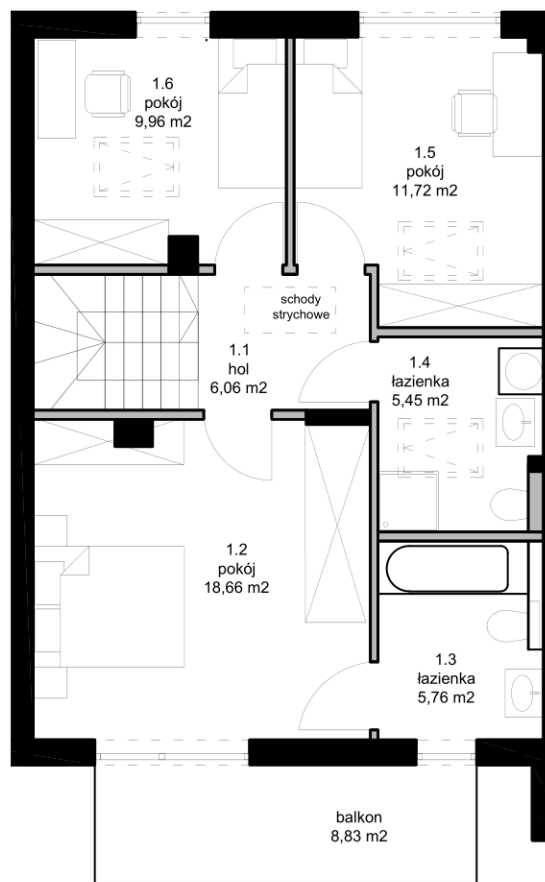 1.6
pokój
9,96 m2
1.5
pokój
11,72 m2
schody
strychowe
1.1
hol
6,06 m2
1.4
łazienka
5,45 m2
1.2
pokój
18,66 m2
1.3
łazienka
5,76 m2
balkon
8,83 m2